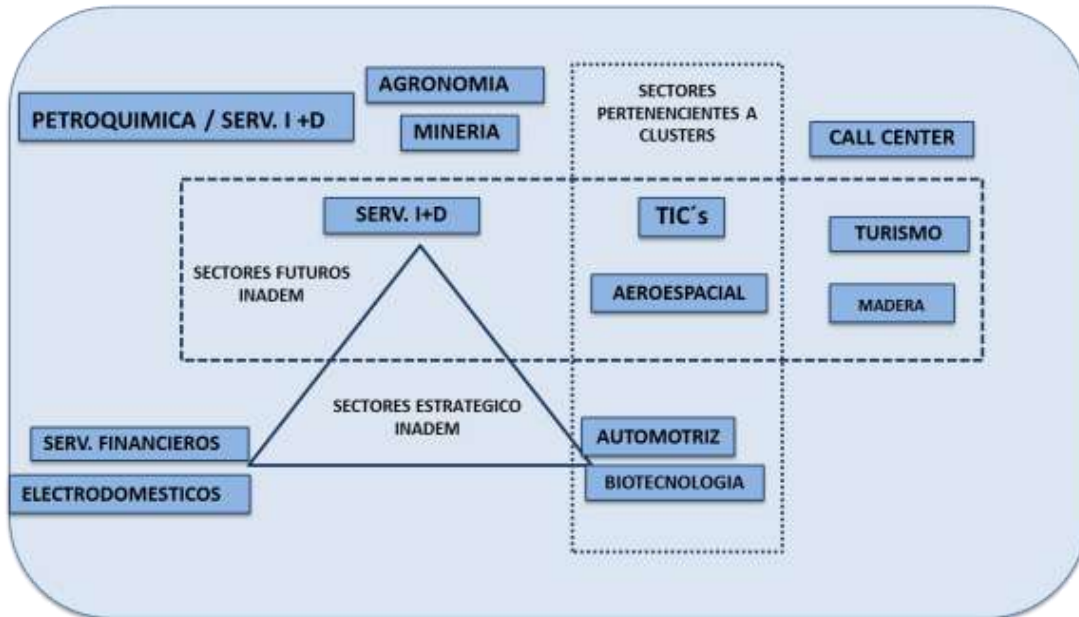 AGRONOMIA
PETROQUIMICA / SERV. I +D
MINERIA
SECTORES
PERTENENCIENTES A
CLUSTERS
CALL CENTER
SERV. I+D
TIC´s
TURISMO
SECTORES FUTUROS
INADEM
AEROESPACIAL
MADERA
SECTORES ESTRATEGICO
INADEM
SERV. FINANCIEROS
AUTOMOTRIZ
ELECTRODOMESTICOS
BIOTECNOLOGIA